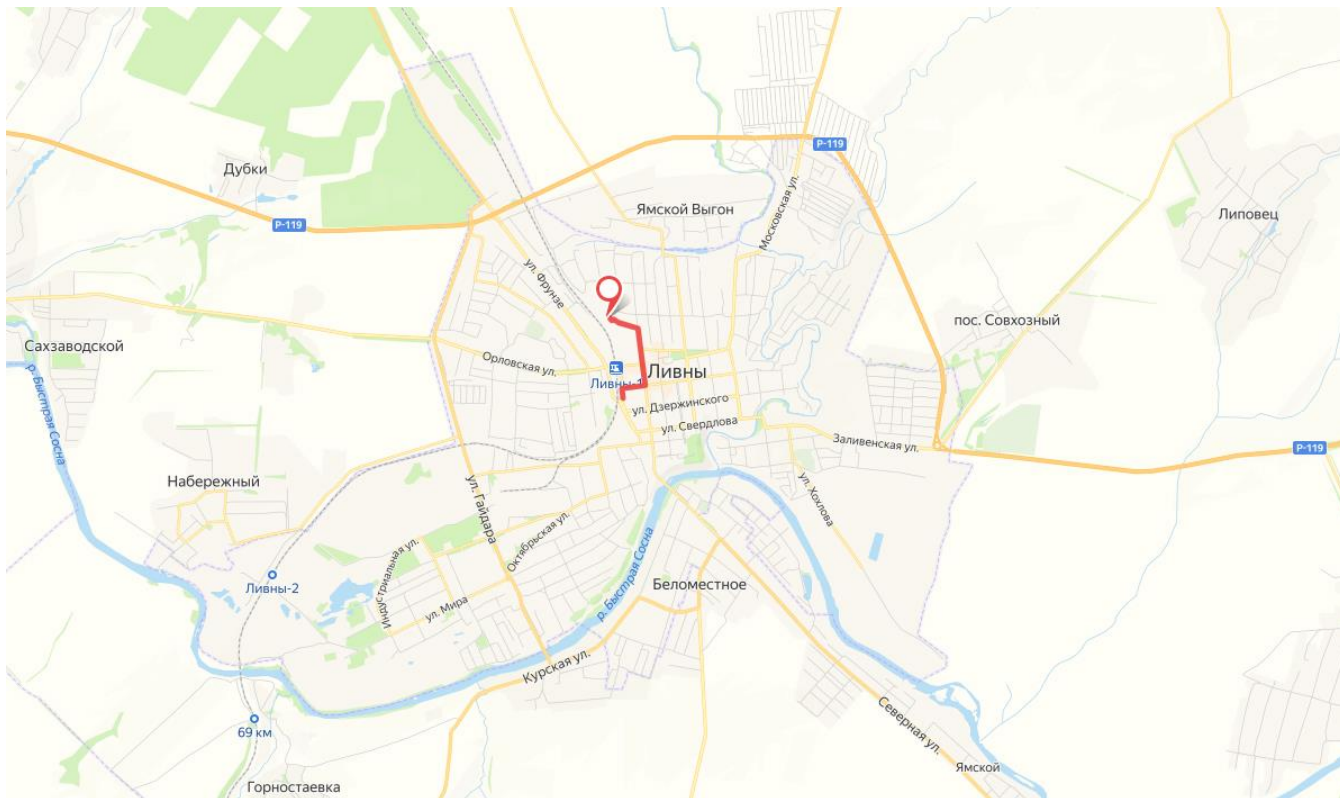 Р-119
Дубки
Ямской Выгон
Московская ул.
Липовец
Р-119
ул. Фрунзе
пос. Совхозный
Сахзаводской
Орловская ул.
Ливны-1
Ливны
ул. Дзержинского
ул. Свердлова
Заливенская ул.
Р-119
р. Быстрая Сосна
Набережный
ул. Гайдара
ул. Хохлова
Октябрьская ул.
Индустриальная ул.
Ливны-2
ул. Мира
р. Быстрая Сосна
Беломестное
Курская ул.
69 км
Северная ул.
Ямской
Горностаевка